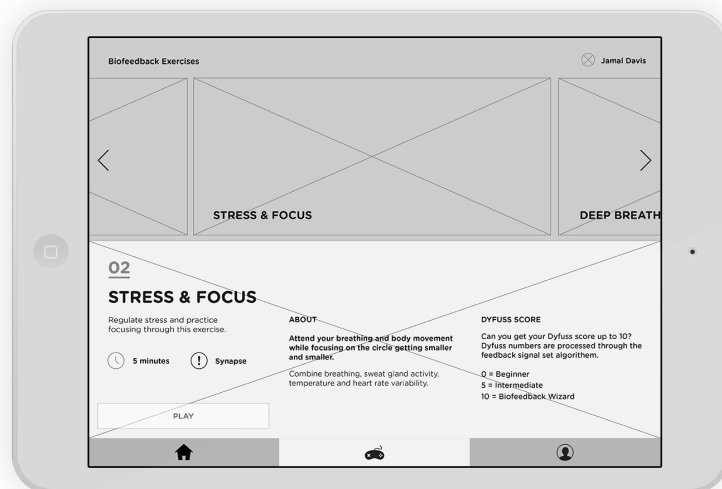 Biofeedback Exercises
Jamal Davis
STRESS & FOCUS
DEEP BREATH
02
STRESS & FOCUS
Regulate stress and practice
focusing through this exercise.
5 minutes
Synapse
PLAY
ABOUT
Attend your breathing and body movement
while focusing on the circle getting smaller
and smaller.
Combine breathing, sweat gland activity,
temperature and heart rate variability.
DYFUSS SCORE
Can you get your Dyfuss score up to 10?
Dyfuss numbers are processed through the
feedback signal set algorithem.
0 = Beginner
5 = Intermediate
10 = Biofeedback Wizard